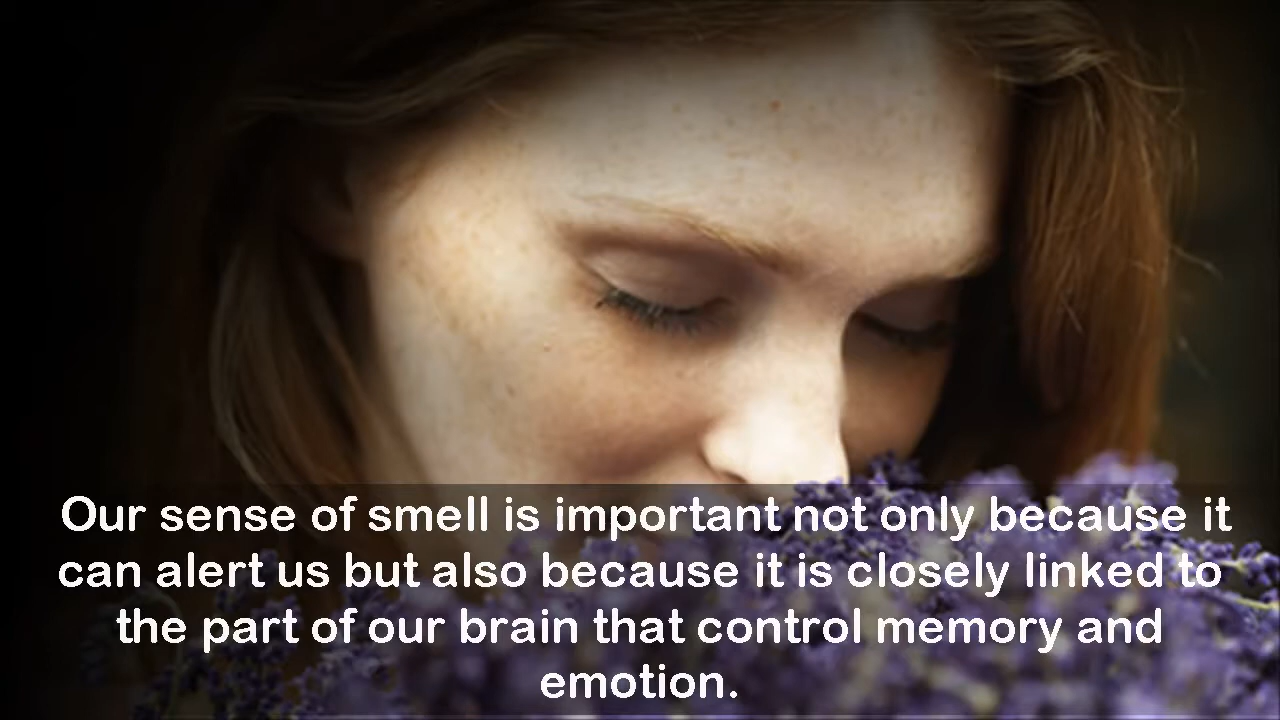 Our sense of smell is important not only because it
can alert us but also because it is closely linked to
the part of our brain that control memory and
emotion.